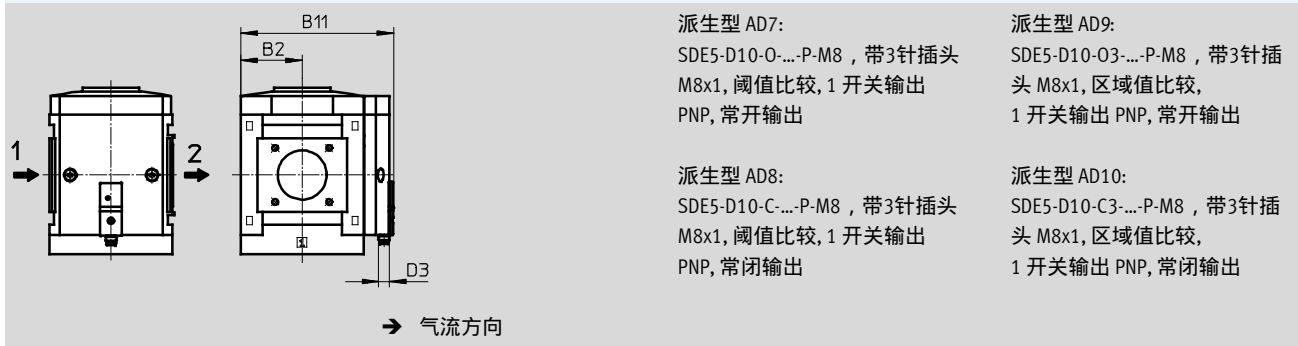 B11
B2
1
2
D3
➔ 气流方向
派生型 AD7:
SDE5-D10-O-...-P-M8 , 带3针插头
M8x1, 阈值比较, 1 开关输出
PNP, 常开输出
派生型 AD8:
SDE5-D10-C-...-P-M8 , 带3针插头
M8x1, 阈值比较, 1 开关输出
PNP, 常闭输出
派生型 AD9:
SDE5-D10-O3-...-P-M8 , 带3针插
头 M8x1, 区域值比较,
1 开关输出 PNP, 常开输出
派生型 AD10:
SDE5-D10-C3-...-P-M8 , 带3针插
头 M8x1, 区域值比较,
1 开关输出 PNP, 常闭输出